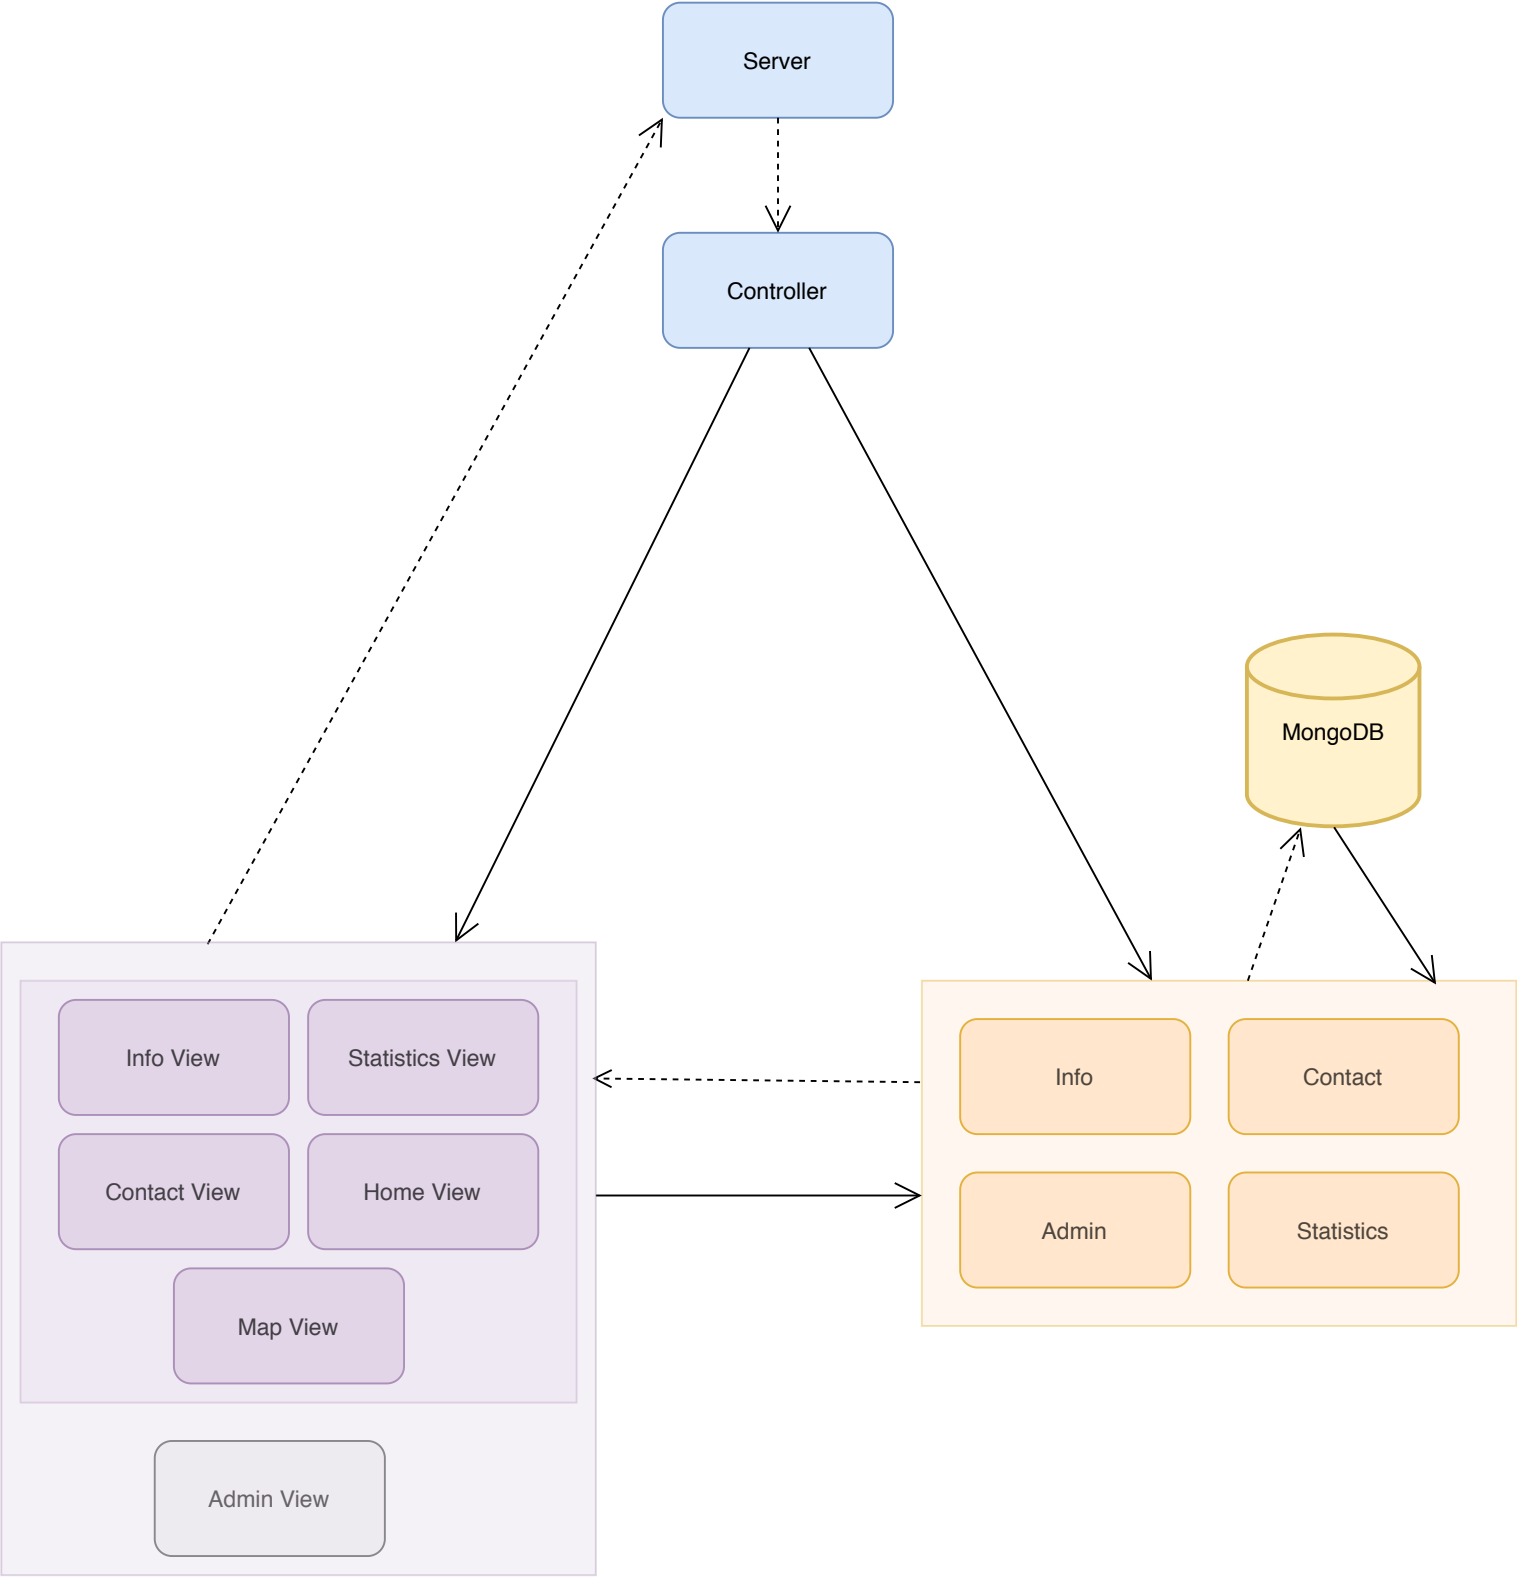 Server
Controller
MongoDB
Info View
Statistics View
Contact View
Home View
Map View
Admin View
Info
Contact
Admin
Statistics